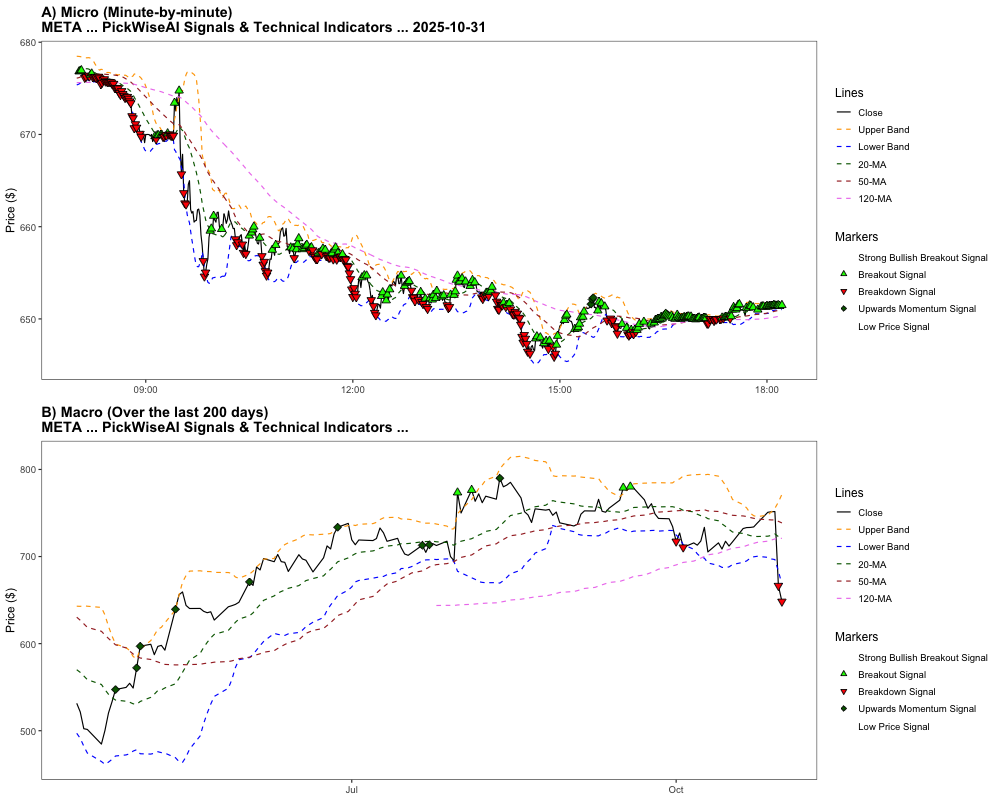 A) Micro (Minute-by-minute)
META ... PickWiseAI Signals & Technical Indicators ... 2025-10-31
Price ($)
680
670
660
650
09:00
12:00
15:00
18:00
Lines
Close
Upper Band
Lower Band
20-MA
50-MA
120-MA
Markers
Strong Bullish Breakout Signal
Breakout Signal
Breakdown Signal
Upwards Momentum Signal
Low Price Signal
B) Macro (Over the last 200 days)
META ... PickWiseAI Signals & Technical Indicators ...
Price ($)
800
700
600
500
Jul
Oct
Lines
Close
Upper Band
Lower Band
20-MA
50-MA
120-MA
Markers
Strong Bullish Breakout Signal
Breakout Signal
Breakdown Signal
Upwards Momentum Signal
Low Price Signal